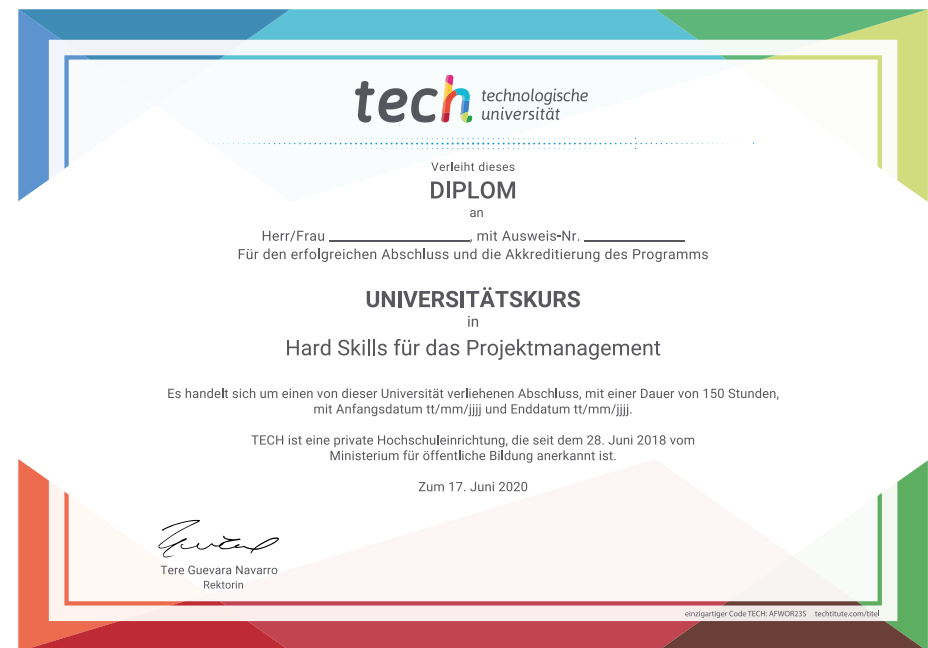 tech technologische
universität
Verleiht dieses
DIPLOM
an
Herr/Frau ____________________, mit Ausweis-Nr. ______________
Für den erfolgreichen Abschluss und die Akkreditierung des Programms
UNIVERSITÄTSKURS
in
Hard Skills für das Projektmanagement
Es handelt sich um einen von dieser Universität verliehenen Abschluss, mit einer Dauer von 150 Stunden,
mit Anfangsdatum tt/mm/jjjj und Enddatum tt/mm/jjjj.
TECH ist eine private Hochschuleinrichtung, die seit dem 28. Juni 2018 vom
Ministerium für öffentliche Bildung anerkannt ist.
Zum 17. Juni 2020
Tere Guevara Navarro
Rektorin
einzigartiger Code TECH: AFWOR23S techtitute.com/titel